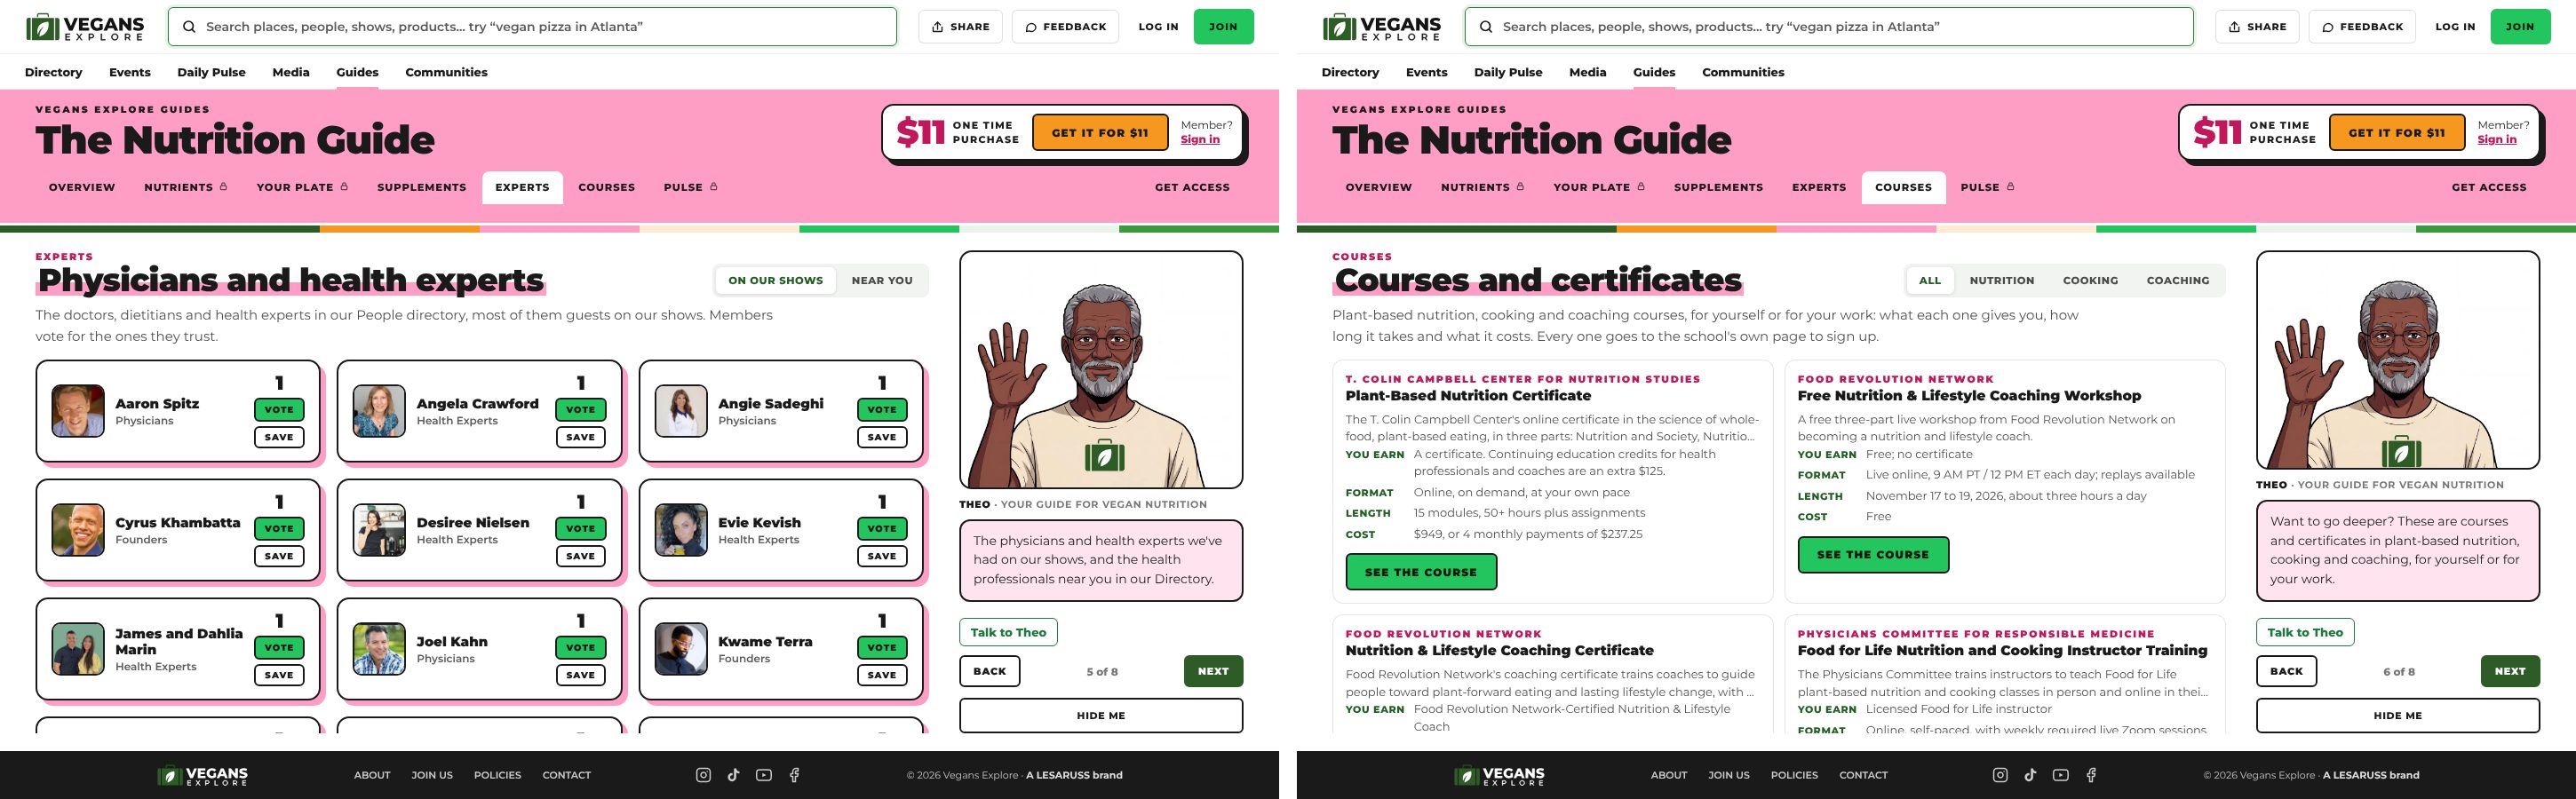 VEGANS
EXPLORE
Search places, people, shows, products... try “vegan pizza in Atlanta”
SHARE
FEEDBACK
LOG IN
JOIN
Directory
Events
Daily Pulse
Media
Guides
Communities
VEGANS EXPLORE GUIDES
The Nutrition Guide
$11
ONE TIME
PURCHASE
GET IT FOR $11
Member?
Sign in
OVERVIEW
NUTRIENTS
YOUR PLATE
SUPPLEMENTS
EXPERTS
COURSES
PULSE
GET ACCESS
EXPERTS
Physicians and health experts
ON OUR SHOWS
NEAR YOU
The doctors, dietitians and health experts in our People directory, most of them guests on our shows. Members
vote for the ones they trust.
Aaron Spitz
Physicians
1
VOTE
SAVE
Angela Crawford
Health Experts
1
VOTE
SAVE
Angie Sadeghi
Physicians
1
VOTE
SAVE
Cyrus Khambatta
Founders
1
VOTE
SAVE
Desiree Nielsen
Health Experts
1
VOTE
SAVE
Evie Kevish
Health Experts
1
VOTE
SAVE
James and Dahlia
Marin
Health Experts
1
VOTE
SAVE
Joel Kahn
Physicians
1
VOTE
SAVE
Kwame Terra
Founders
1
VOTE
SAVE
THEO · YOUR GUIDE FOR VEGAN NUTRITION
The physicians and health experts we've
had on our shows, and the health
professionals near you in our Directory.
Talk to Theo
BACK
5 of 8
NEXT
HIDE ME
VEGANS
EXPLORE
ABOUT
JOIN US
POLICIES
CONTACT
© 2026 Vegans Explore · A LESARUSS brand
VEGANS
EXPLORE
Search places, people, shows, products... try “vegan pizza in Atlanta”
SHARE
FEEDBACK
LOG IN
JOIN
Directory
Events
Daily Pulse
Media
Guides
Communities
VEGANS EXPLORE GUIDES
The Nutrition Guide
$11
ONE TIME
PURCHASE
GET IT FOR $11
Member?
Sign in
OVERVIEW
NUTRIENTS
YOUR PLATE
SUPPLEMENTS
EXPERTS
COURSES
PULSE
GET ACCESS
COURSES
Courses and certificates
ALL
NUTRITION
COOKING
COACHING
Plant-based nutrition, cooking and coaching courses, for yourself or for your work: what each one gives you, how
long it takes and what it costs. Every one goes to the school's own page to sign up.
T. COLIN CAMPBELL CENTER FOR NUTRITION STUDIES
Plant-Based Nutrition Certificate
The T. Colin Campbell Center's online certificate in the science of whole-
food, plant-based eating, in three parts: Nutrition and Society, Nutritio...
YOU EARN A certificate. Continuing education credits for health
professionals and coaches are an extra $125.
FORMAT Online, on demand, at your own pace
LENGTH 15 modules, 50+ hours plus assignments
COST $949, or 4 monthly payments of $237.25
SEE THE COURSE
FOOD REVOLUTION NETWORK
Free Nutrition & Lifestyle Coaching Workshop
A free three-part live workshop from Food Revolution Network on
becoming a nutrition and lifestyle coach.
YOU EARN Free; no certificate
FORMAT Live online, 9 AM PT / 12 PM ET each day; replays available
LENGTH November 17 to 19, 2026, about three hours a day
COST Free
SEE THE COURSE
FOOD REVOLUTION NETWORK
Nutrition & Lifestyle Coaching Certificate
Food Revolution Network's coaching certificate trains coaches to guide
people toward plant-forward eating and lasting lifestyle change, with ...
YOU EARN Food Revolution Network-Certified Nutrition & Lifestyle
Coach
PHYSICIANS COMMITTEE FOR RESPONSIBLE MEDICINE
Food for Life Nutrition and Cooking Instructor Training
The Physicians Committee trains instructors to teach Food for Life
plant-based nutrition and cooking classes in person and online in thei...
YOU EARN Licensed Food for Life instructor
FORMAT Online, self-paced, with weekly required live Zoom sessions
THEO · YOUR GUIDE FOR VEGAN NUTRITION
Want to go deeper? These are courses
and certificates in plant-based nutrition,
cooking and coaching, for yourself or for
your work.
Talk to Theo
BACK
6 of 8
NEXT
HIDE ME
VEGANS
EXPLORE
ABOUT
JOIN US
POLICIES
CONTACT
© 2026 Vegans Explore · A LESARUSS brand